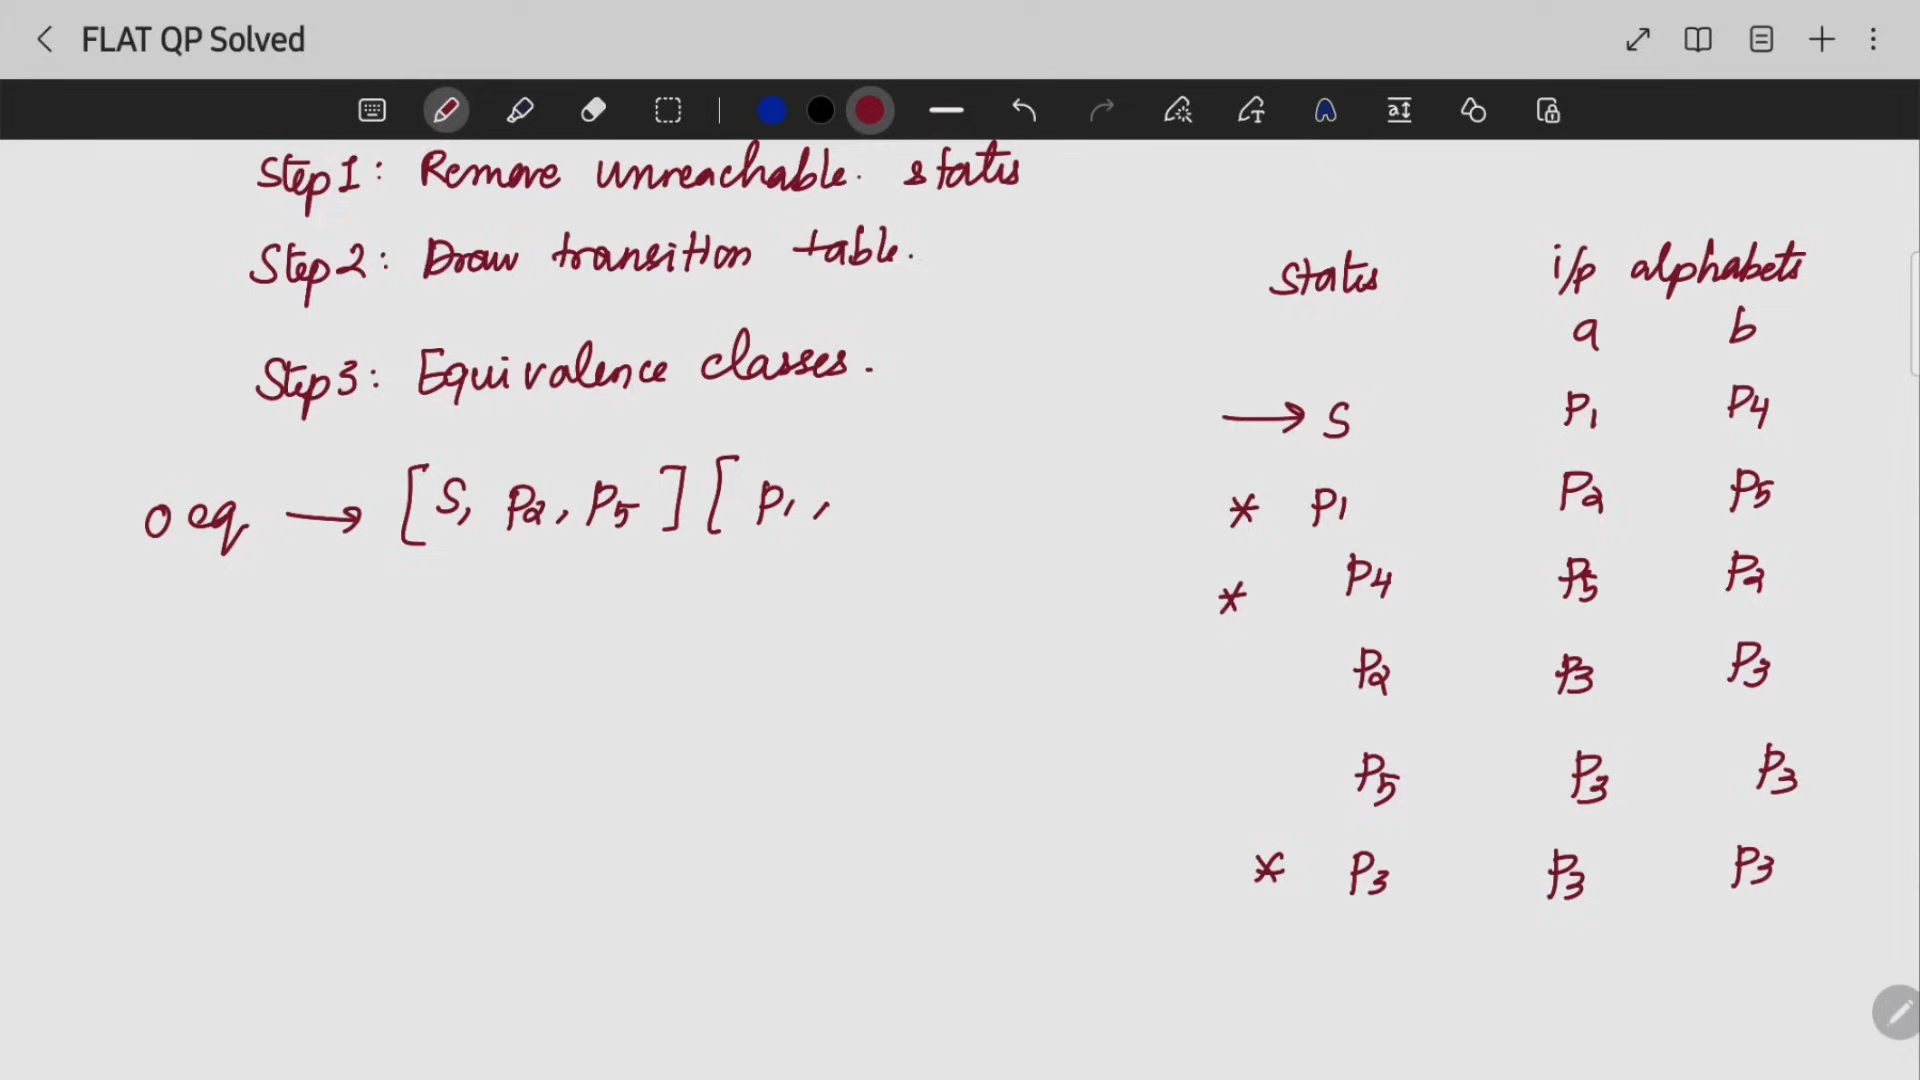 FLAT QP Solved
Step 1: Remove unreachable states
Step 2: Draw transition table.
Step 3: Equivalence classes.
0 eq → [S, P2, P5] [P1,
States i/p alphabets
a b
→ S P1 P4
* P1 P2 P5
* P4 P5 P2
P2 P3 P3
P5 P3 P3
* P3 P3 P3